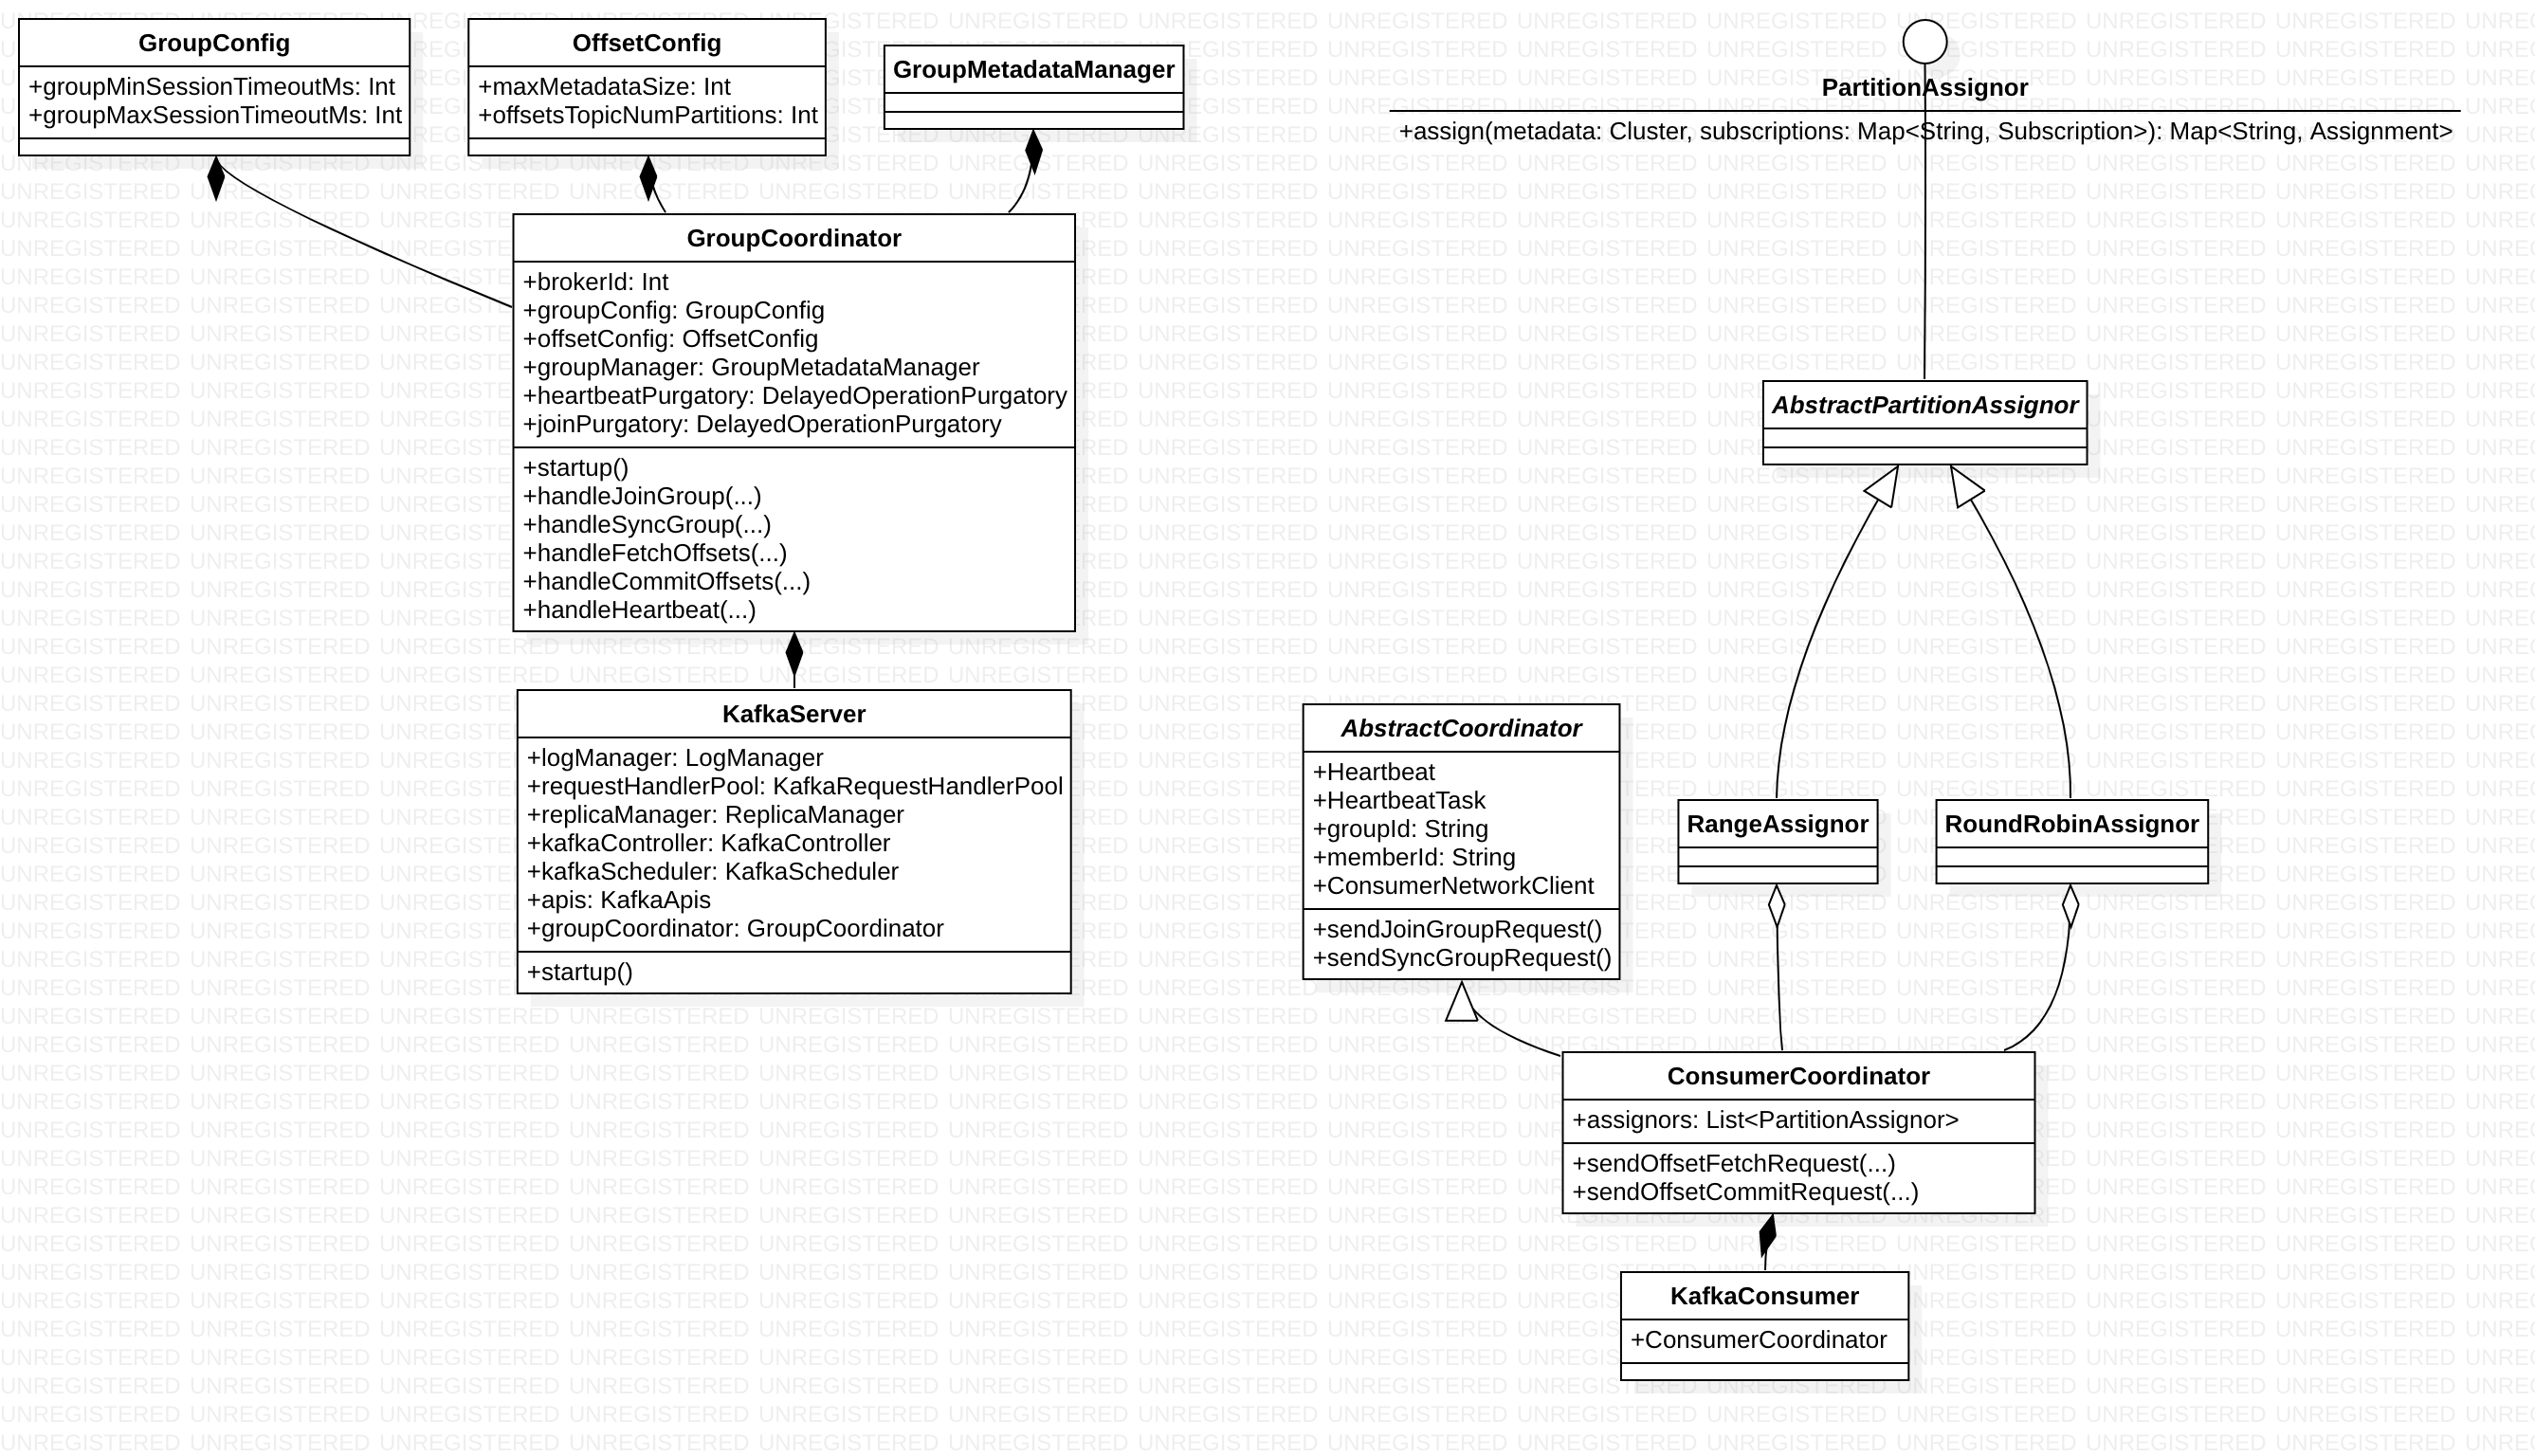 GroupConfig
+groupMinSessionTimeoutMs: Int
+groupMaxSessionTimeoutMs: Int
OffsetConfig
+maxMetadataSize: Int
+offsetsTopicNumPartitions: Int
GroupMetadataManager
PartitionAssignor
+assign(metadata: Cluster, subscriptions: Map<String, Subscription>): Map<String, Assignment>
GroupCoordinator
+brokerId: Int
+groupConfig: GroupConfig
+offsetConfig: OffsetConfig
+groupManager: GroupMetadataManager
+heartbeatPurgatory: DelayedOperationPurgatory
+joinPurgatory: DelayedOperationPurgatory
+startup()
+handleJoinGroup(...)
+handleSyncGroup(...)
+handleFetchOffsets(...)
+handleCommitOffsets(...)
+handleHeartbeat(...)
AbstractPartitionAssignor
KafkaServer
+logManager: LogManager
+requestHandlerPool: KafkaRequestHandlerPool
+replicaManager: ReplicaManager
+kafkaController: KafkaController
+kafkaScheduler: KafkaScheduler
+apis: KafkaApis
+groupCoordinator: GroupCoordinator
+startup()
AbstractCoordinator
+Heartbeat
+HeartbeatTask
+groupId: String
+memberId: String
+ConsumerNetworkClient
+sendJoinGroupRequest()
+sendSyncGroupRequest()
RangeAssignor
RoundRobinAssignor
ConsumerCoordinator
+assignors: List<PartitionAssignor>
+sendOffsetFetchRequest(...)
+sendOffsetCommitRequest(...)
KafkaConsumer
+ConsumerCoordinator
UNREGISTERED